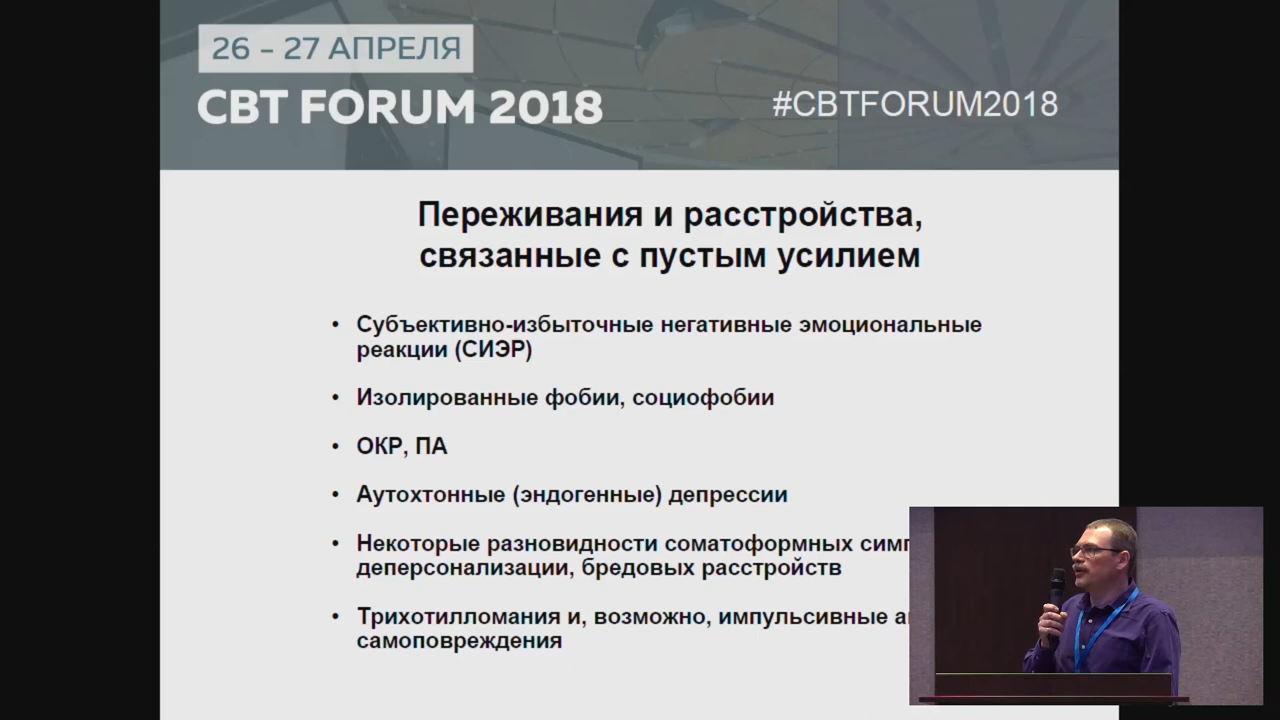 26 – 27 АПРЕЛЯ
CBT FORUM 2018
#CBTFORUM2018
Переживания и расстройства,
связанные с пустым усилием
• Субъективно-избыточные негативные эмоциональные
реакции (СИЭР)
• Изолированные фобии, социофобии
• ОКР, ПА
• Аутохтонные (эндогенные) депрессии
• Некоторые разновидности соматоформных
деперсонализации, бредовых расстройств
• Трихотилломания и, возможно, импульсивные
самоповреждения